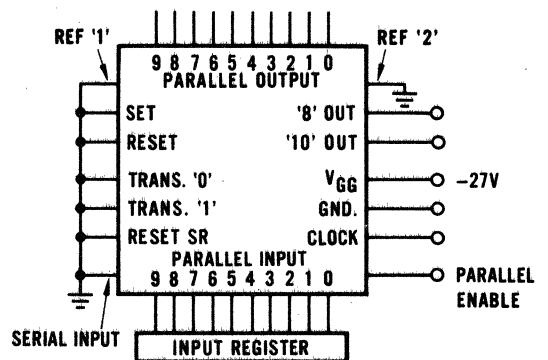 REF '1'
REF '2'
9 8 7 6 5 4 3 2 1 0
PARALLEL OUTPUT
SET
'8' OUT
RESET
'10' OUT
TRANS. '0'
VGG
-27V
TRANS. '1'
GND.
RESET SR
CLOCK
PARALLEL INPUT
9 8 7 6 5 4 3 2 1 0
PARALLEL
ENABLE
SERIAL INPUT
INPUT REGISTER